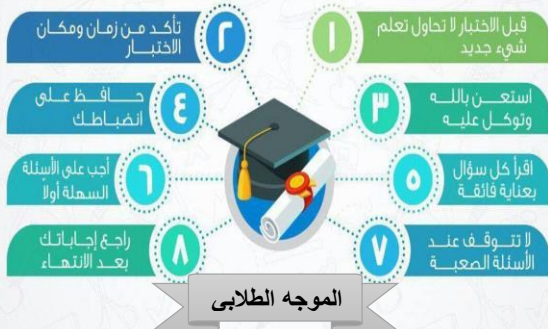 ١
قبل الاختبار لا تحاول تعلم
شيء جديد
٢
تأكد من زمان ومكان
الاختبار
٣
استعن بالله
وتوكل عليه
٤
حافظ على
انضباطك
٥
اقرأ كل سؤال
بعناية فائقة
٦
أجب على الأسئلة
السهلة أولاً
٧
لا تتوقف عند
الأسئلة الصعبة
٨
راجع إجاباتك
بعد الانتهاء
الموجه الطلابى